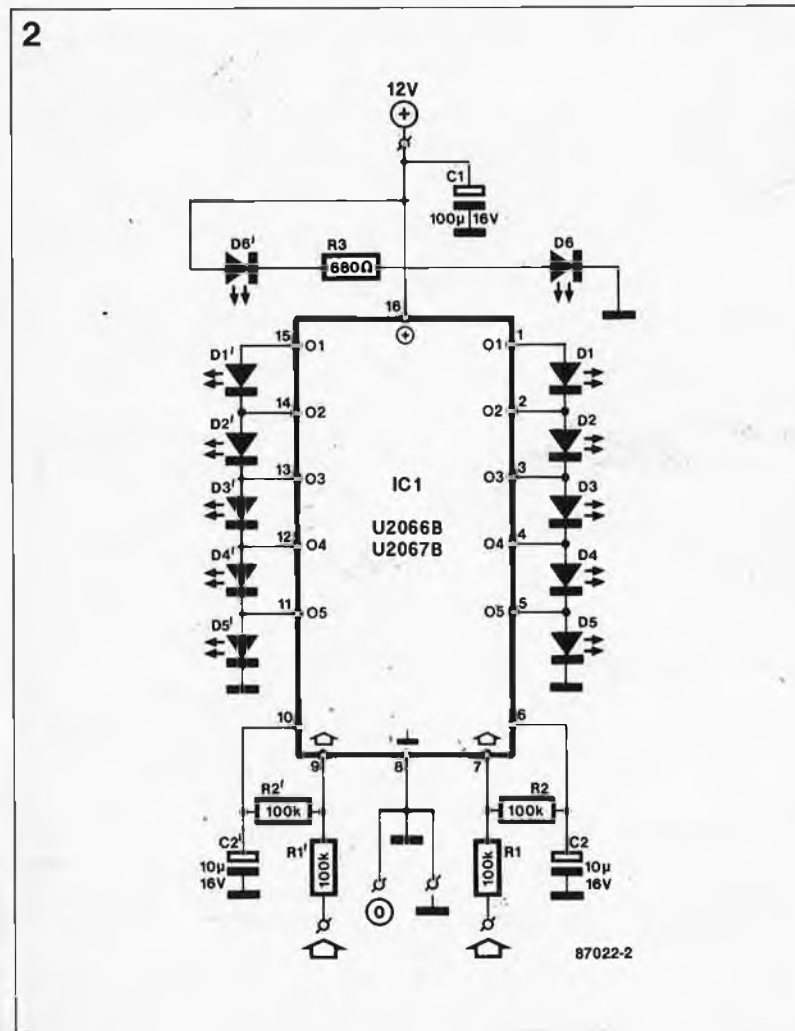 2
12V
C1
100µ 16V
D6'
R3
680Ω
D6
16
15 O1
O1 1
D1'
D1
14 O2
O2 2
D2'
D2
13 O3
O3 3
D3'
D3
IC1
U2066B
U2067B
12 O4
O4 4
D4'
D4
11 O5
O5 5
D5'
D5
10
6
9
8
7
R2'
100k
R2
100k
C2'
10µ
16V
R1'
100k
R1
100k
C2
10µ
16V
0
87022-2